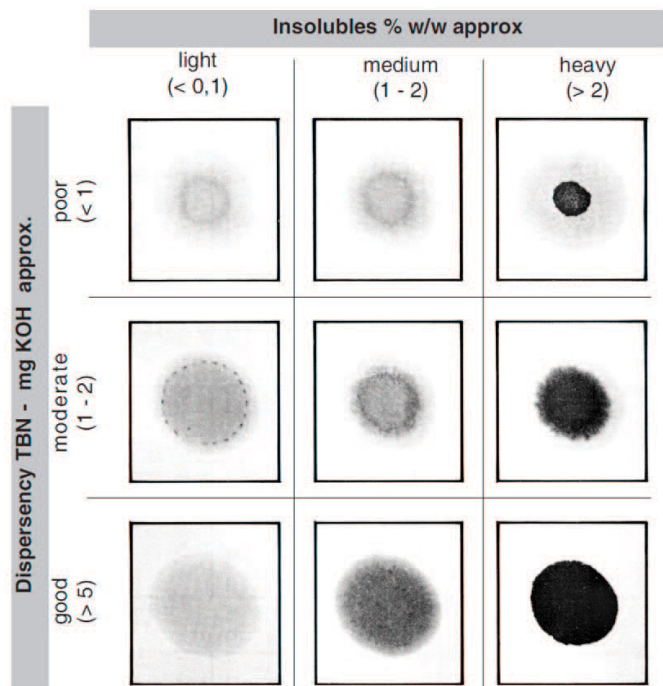 Insolubles % w/w approx
light
(< 0,1)
medium
(1 - 2)
heavy
(> 2)
Dispersency TBN - mg KOH approx.
poor
(< 1)
moderate
(1 - 2)
good
(> 5)